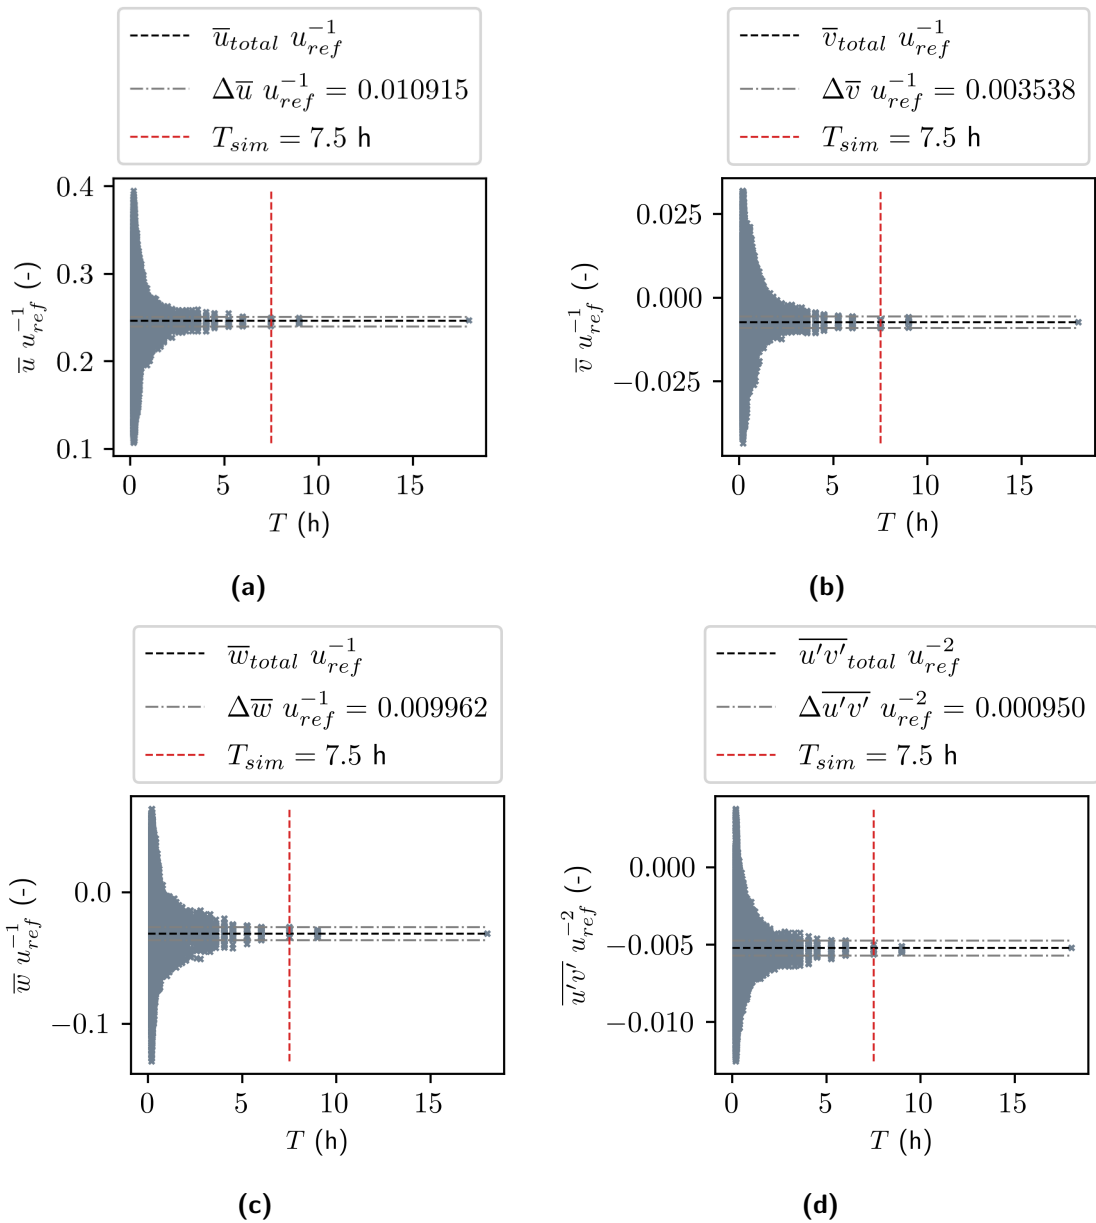 u̅_total u_ref^−1
Δu̅ u_ref^−1 = 0.010915
T_sim = 7.5 h
0.4
0.3
0.2
0.1
u̅ u_ref^−1 (-)
0 5 10 15
T (h)
(a)
v̅_total u_ref^−1
Δv̅ u_ref^−1 = 0.003538
T_sim = 7.5 h
0.025
0.000
−0.025
v̅ u_ref^−1 (-)
0 5 10 15
T (h)
(b)
w̅_total u_ref^−1
Δw̅ u_ref^−1 = 0.009962
T_sim = 7.5 h
0.0
−0.1
w̅ u_ref^−1 (-)
0 5 10 15
T (h)
(c)
u̅'̅v̅'̅_total u_ref^−2
Δu̅'̅v̅'̅ u_ref^−2 = 0.000950
T_sim = 7.5 h
0.000
−0.005
−0.010
u̅'̅v̅'̅ u_ref^−2 (-)
0 5 10 15
T (h)
(d)